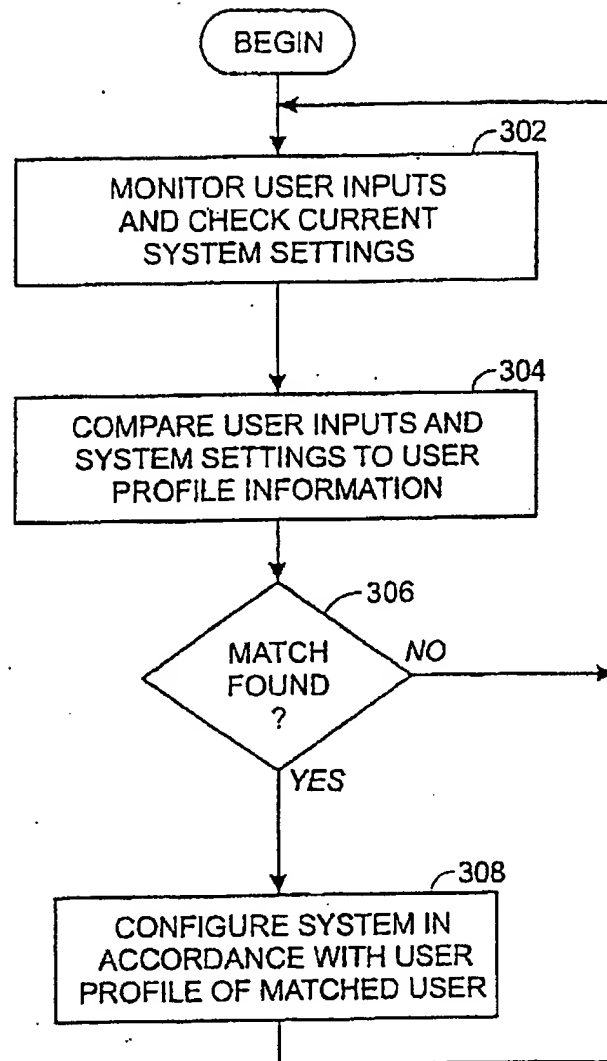 BEGIN
302
MONITOR USER INPUTS
AND CHECK CURRENT
SYSTEM SETTINGS
304
COMPARE USER INPUTS AND
SYSTEM SETTINGS TO USER
PROFILE INFORMATION
306
MATCH
FOUND
?
NO
YES
308
CONFIGURE SYSTEM IN
ACCORDANCE WITH USER
PROFILE OF MATCHED USER